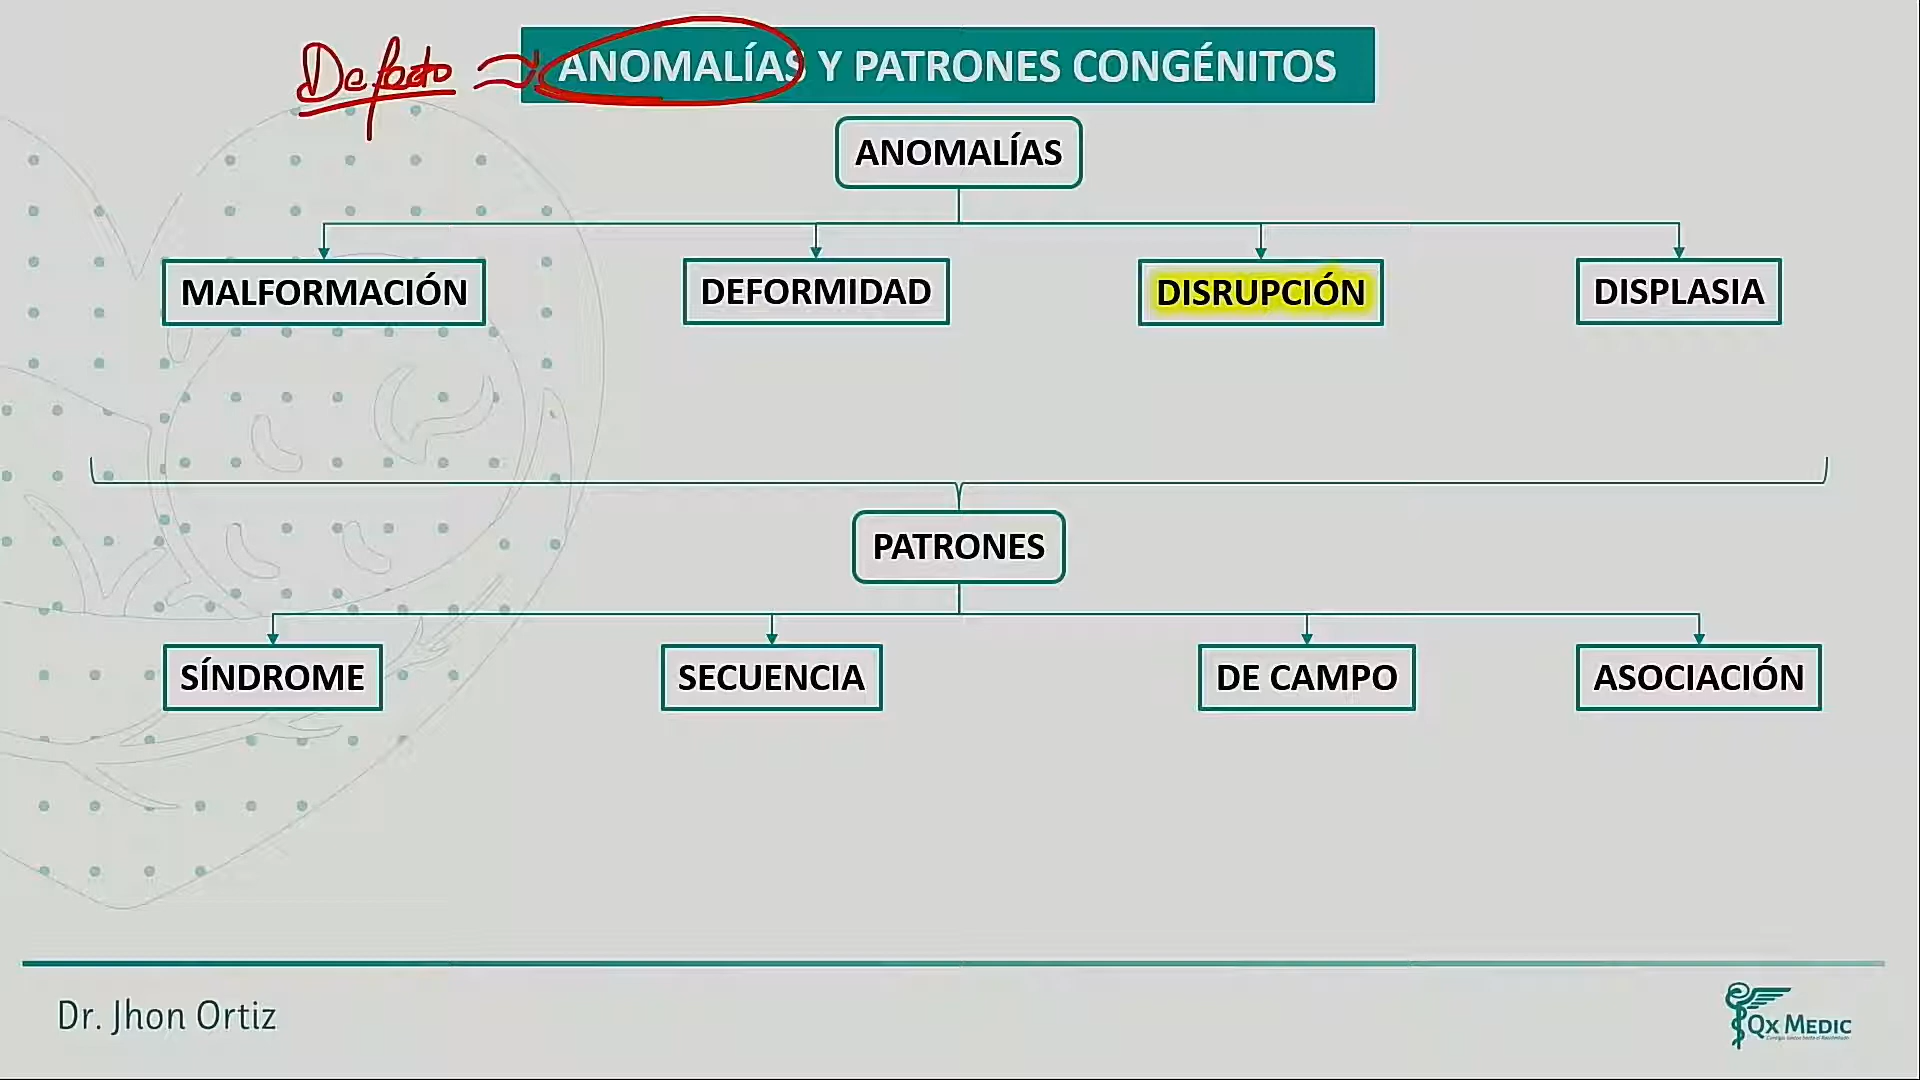 Defecto ≈ ANOMALÍAS Y PATRONES CONGÉNITOS
ANOMALÍAS
MALFORMACIÓN DEFORMIDAD DISRUPCIÓN DISPLASIA
PATRONES
SÍNDROME SECUENCIA DE CAMPO ASOCIACIÓN
Dr. Jhon Ortiz
QX MEDIC